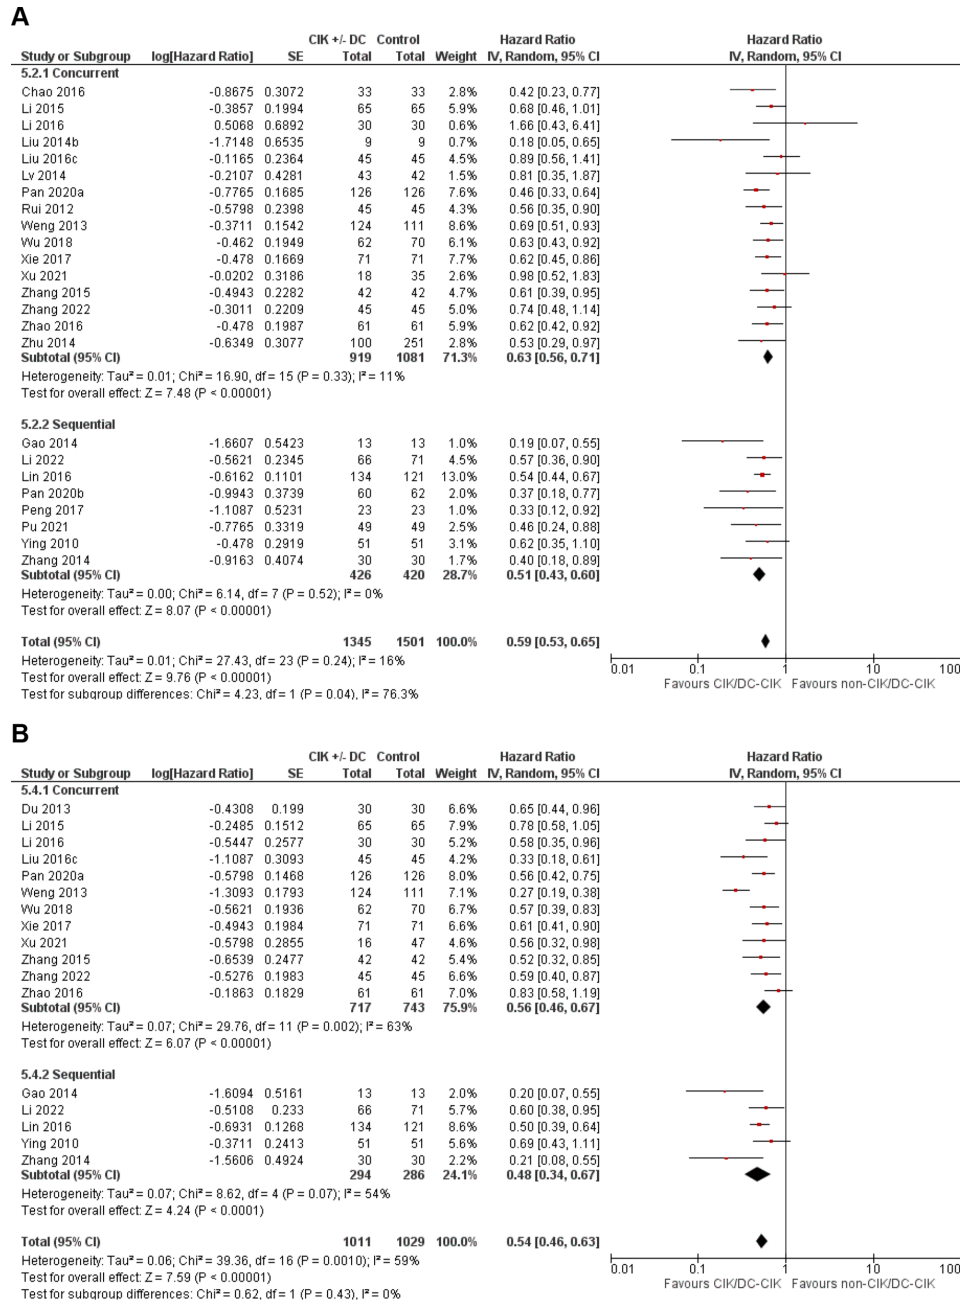 A
CIK +/- DC Control Hazard Ratio Hazard Ratio
Study or Subgroup log[Hazard Ratio] SE Total Total Weight IV, Random, 95% CI IV, Random, 95% CI
5.2.1 Concurrent
Chao 2016 -0.8675 0.3072 33 33 2.8% 0.42 [0.23, 0.77]
Li 2015 -0.3857 0.1994 65 65 5.9% 0.68 [0.46, 1.01]
Li 2016 0.5068 0.6892 30 30 0.6% 1.66 [0.43, 6.41]
Liu 2014b -1.7148 0.6535 9 9 0.7% 0.18 [0.05, 0.65]
Liu 2016c -0.1165 0.2364 45 45 4.5% 0.89 [0.56, 1.41]
Lv 2014 -0.2107 0.4281 43 42 1.5% 0.81 [0.35, 1.87]
Pan 2020a -0.7765 0.1685 126 126 7.6% 0.46 [0.33, 0.64]
Rui 2012 -0.5798 0.2398 45 45 4.3% 0.56 [0.35, 0.90]
Weng 2013 -0.3711 0.1542 124 111 8.6% 0.69 [0.51, 0.93]
Wu 2018 -0.462 0.1949 62 70 6.1% 0.63 [0.43, 0.92]
Xie 2017 -0.478 0.1669 71 71 7.7% 0.62 [0.45, 0.86]
Xu 2021 -0.0202 0.3186 18 35 2.6% 0.98 [0.52, 1.83]
Zhang 2015 -0.4943 0.2282 42 42 4.7% 0.61 [0.39, 0.95]
Zhang 2022 -0.3011 0.2209 45 45 5.0% 0.74 [0.48, 1.14]
Zhao 2016 -0.478 0.1987 61 61 5.9% 0.62 [0.42, 0.92]
Zhu 2014 -0.6349 0.3077 100 251 2.8% 0.53 [0.29, 0.97]
Subtotal (95% CI) 919 1081 71.3% 0.63 [0.56, 0.71]
Heterogeneity: Tau² = 0.01; Chi² = 16.90, df = 15 (P = 0.33); I² = 11%
Test for overall effect: Z = 7.48 (P < 0.00001)
5.2.2 Sequential
Gao 2014 -1.6607 0.5423 13 13 1.0% 0.19 [0.07, 0.55]
Li 2022 -0.5621 0.2345 66 71 4.5% 0.57 [0.36, 0.90]
Lin 2016 -0.6162 0.1101 134 121 13.0% 0.54 [0.44, 0.67]
Pan 2020b -0.9943 0.3739 60 62 2.0% 0.37 [0.18, 0.77]
Peng 2017 -1.1087 0.5231 23 23 1.0% 0.33 [0.12, 0.92]
Pu 2021 -0.7765 0.3319 49 49 2.5% 0.46 [0.24, 0.88]
Ying 2010 -0.478 0.2919 51 51 3.1% 0.62 [0.35, 1.10]
Zhang 2014 -0.9163 0.4074 30 30 1.7% 0.40 [0.18, 0.89]
Subtotal (95% CI) 426 420 28.7% 0.51 [0.43, 0.60]
Heterogeneity: Tau² = 0.00; Chi² = 6.14, df = 7 (P = 0.52); I² = 0%
Test for overall effect: Z = 8.07 (P < 0.00001)
Total (95% CI) 1345 1501 100.0% 0.59 [0.53, 0.65]
Heterogeneity: Tau² = 0.01; Chi² = 27.43, df = 23 (P = 0.24); I² = 16%
Test for overall effect: Z = 9.76 (P < 0.00001)
Test for subgroup differences: Chi² = 4.23, df = 1 (P = 0.04), I² = 76.3%
0.01 0.1 1 10 100
Favours CIK/DC-CIK Favours non-CIK/DC-CIK
B
CIK +/- DC Control Hazard Ratio Hazard Ratio
Study or Subgroup log[Hazard Ratio] SE Total Total Weight IV, Random, 95% CI IV, Random, 95% CI
5.4.1 Concurrent
Du 2013 -0.4308 0.199 30 30 6.6% 0.65 [0.44, 0.96]
Li 2015 -0.2485 0.1512 65 65 7.9% 0.78 [0.58, 1.05]
Li 2016 -0.5447 0.2577 30 30 5.2% 0.58 [0.35, 0.96]
Liu 2016c -1.1087 0.3093 45 45 4.2% 0.33 [0.18, 0.61]
Pan 2020a -0.5798 0.1468 126 126 8.0% 0.56 [0.42, 0.75]
Weng 2013 -1.3093 0.1793 124 111 7.1% 0.27 [0.19, 0.38]
Wu 2018 -0.5621 0.1936 62 70 6.7% 0.57 [0.39, 0.83]
Xie 2017 -0.4943 0.1984 71 71 6.6% 0.61 [0.41, 0.90]
Xu 2021 -0.5798 0.2855 16 47 4.6% 0.56 [0.32, 0.98]
Zhang 2015 -0.6539 0.2477 42 42 5.4% 0.52 [0.32, 0.85]
Zhang 2022 -0.5276 0.1983 45 45 6.6% 0.59 [0.40, 0.87]
Zhao 2016 -0.1863 0.1829 61 61 7.0% 0.83 [0.58, 1.19]
Subtotal (95% CI) 717 743 75.9% 0.56 [0.46, 0.67]
Heterogeneity: Tau² = 0.07; Chi² = 29.76, df = 11 (P = 0.002); I² = 63%
Test for overall effect: Z = 6.07 (P < 0.00001)
5.4.2 Sequential
Gao 2014 -1.6094 0.5161 13 13 2.0% 0.20 [0.07, 0.55]
Li 2022 -0.5108 0.233 66 71 5.7% 0.60 [0.38, 0.95]
Lin 2016 -0.6931 0.1268 134 121 8.6% 0.50 [0.39, 0.64]
Ying 2010 -0.3711 0.2413 51 51 5.6% 0.69 [0.43, 1.11]
Zhang 2014 -1.5606 0.4924 30 30 2.2% 0.21 [0.08, 0.55]
Subtotal (95% CI) 294 286 24.1% 0.48 [0.34, 0.67]
Heterogeneity: Tau² = 0.07; Chi² = 8.62, df = 4 (P = 0.07); I² = 54%
Test for overall effect: Z = 4.24 (P < 0.0001)
Total (95% CI) 1011 1029 100.0% 0.54 [0.46, 0.63]
Heterogeneity: Tau² = 0.06; Chi² = 39.36, df = 16 (P = 0.0010); I² = 59%
Test for overall effect: Z = 7.59 (P < 0.00001)
Test for subgroup differences: Chi² = 0.62, df = 1 (P = 0.43), I² = 0%
0.01 0.1 1 10 100
Favours CIK/DC-CIK Favours non-CIK/DC-CIK